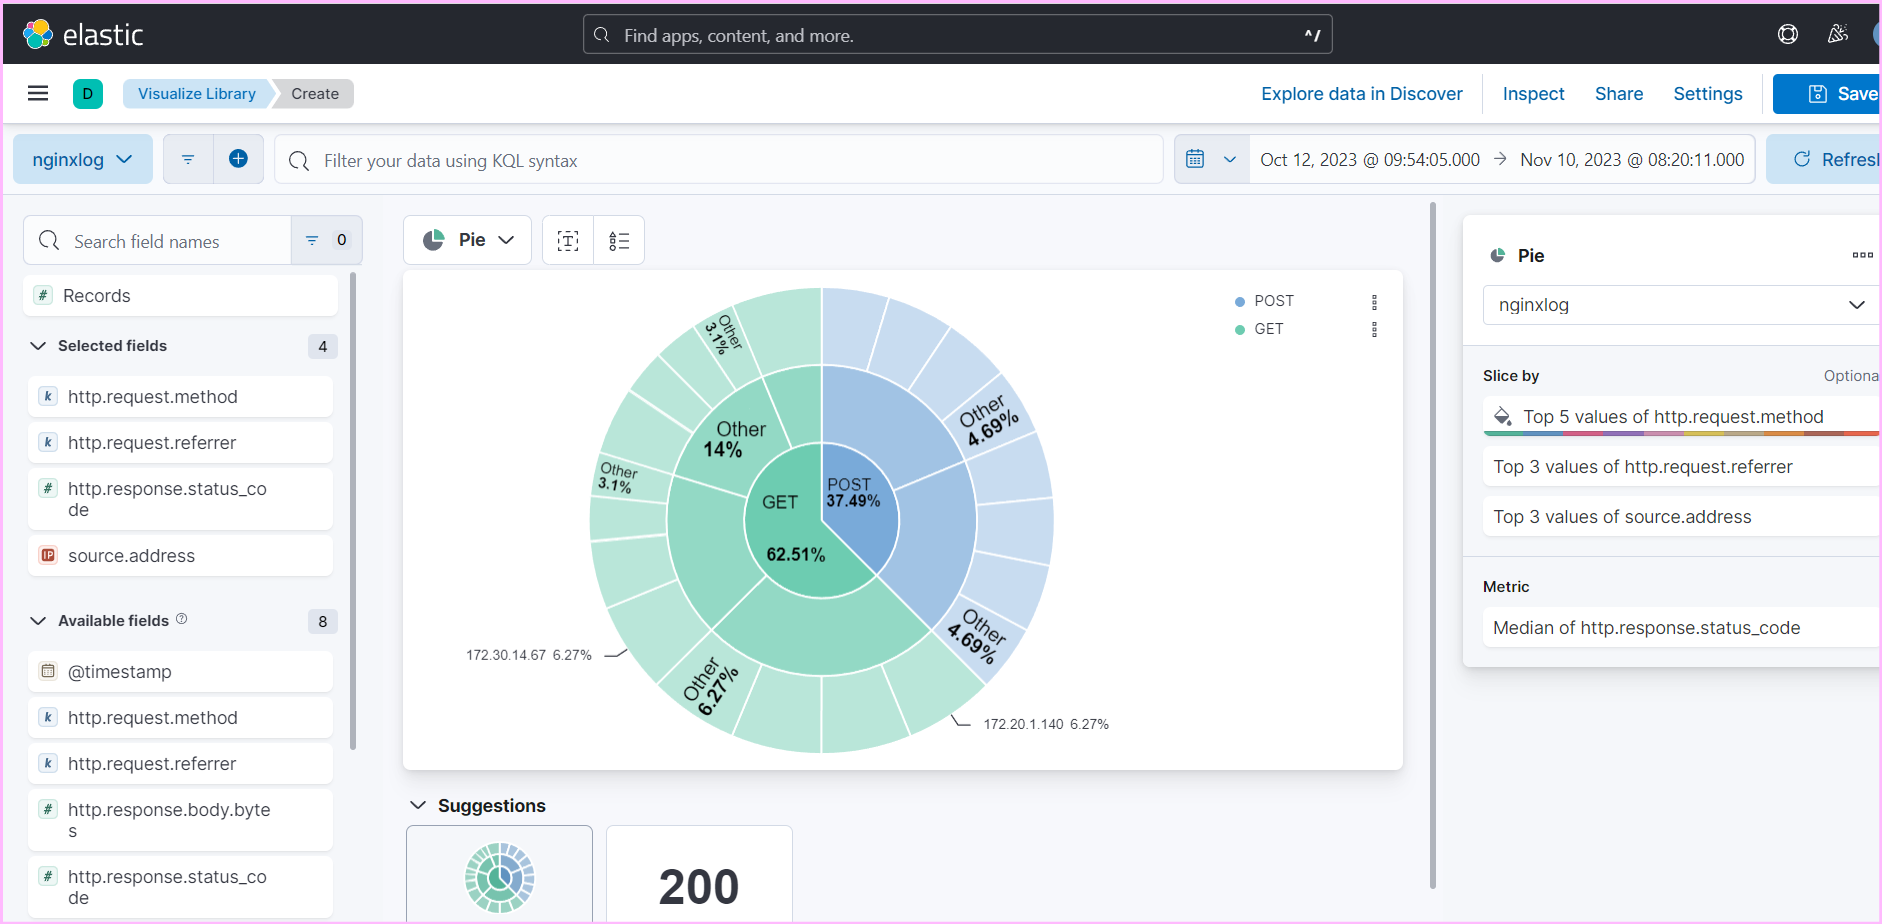 elastic
Find apps, content, and more.
^/
D
Visualize Library
Create
Explore data in Discover
Inspect
Share
Settings
Save
nginxlog
Filter your data using KQL syntax
Oct 12, 2023 @ 09:54:05.000 → Nov 10, 2023 @ 08:20:11.000
Refresh
Search field names
0
# Records
Selected fields
4
k http.request.method
k http.request.referrer
# http.response.status_co
de
IP source.address
Available fields
8
@timestamp
k http.request.method
k http.request.referrer
# http.response.body.byte
s
# http.response.status_co
de
Pie
POST
GET
Other
3.1%
Other
4.69%
Other
14%
Other
3.1%
GET
62.51%
POST
37.49%
Other
4.69%
172.30.14.67 6.27%
Other
6.27%
172.20.1.140 6.27%
Suggestions
200
Pie
nginxlog
Slice by
Optiona
Top 5 values of http.request.method
Top 3 values of http.request.referrer
Top 3 values of source.address
Metric
Median of http.response.status_code